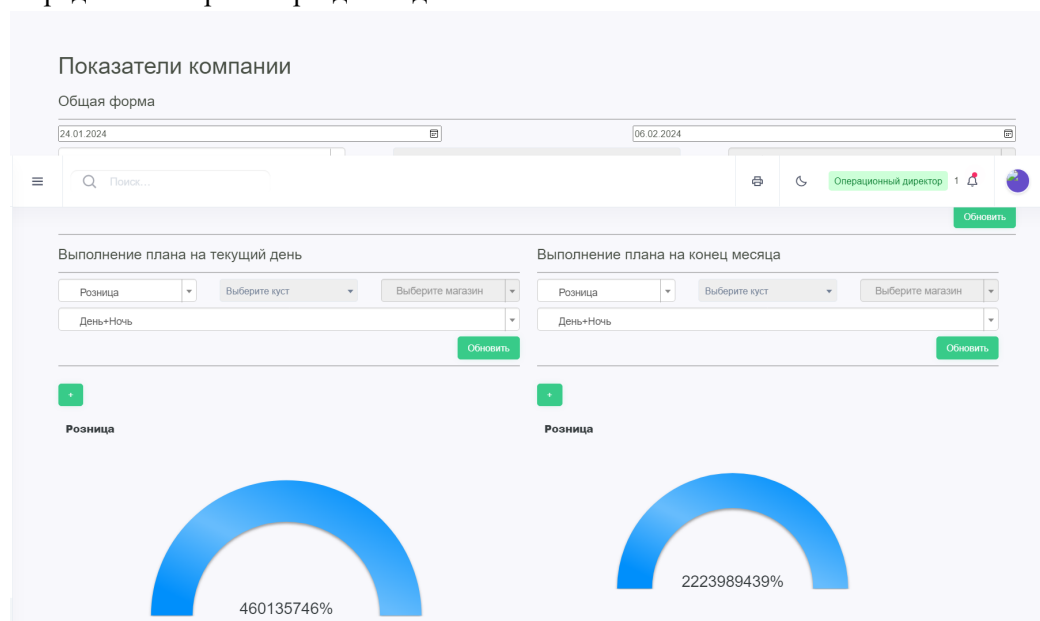 Показатели компании
Общая форма
24.01.2024 06.02.2024
Поиск... Операционный директор 1
Обновить
Выполнение плана на текущий день Выполнение плана на конец месяца
Розница Выберите куст Выберите магазин Розница Выберите куст Выберите магазин
День+Ночь День+Ночь
Обновить Обновить
+ +
Розница Розница
2223989439%
460135746%